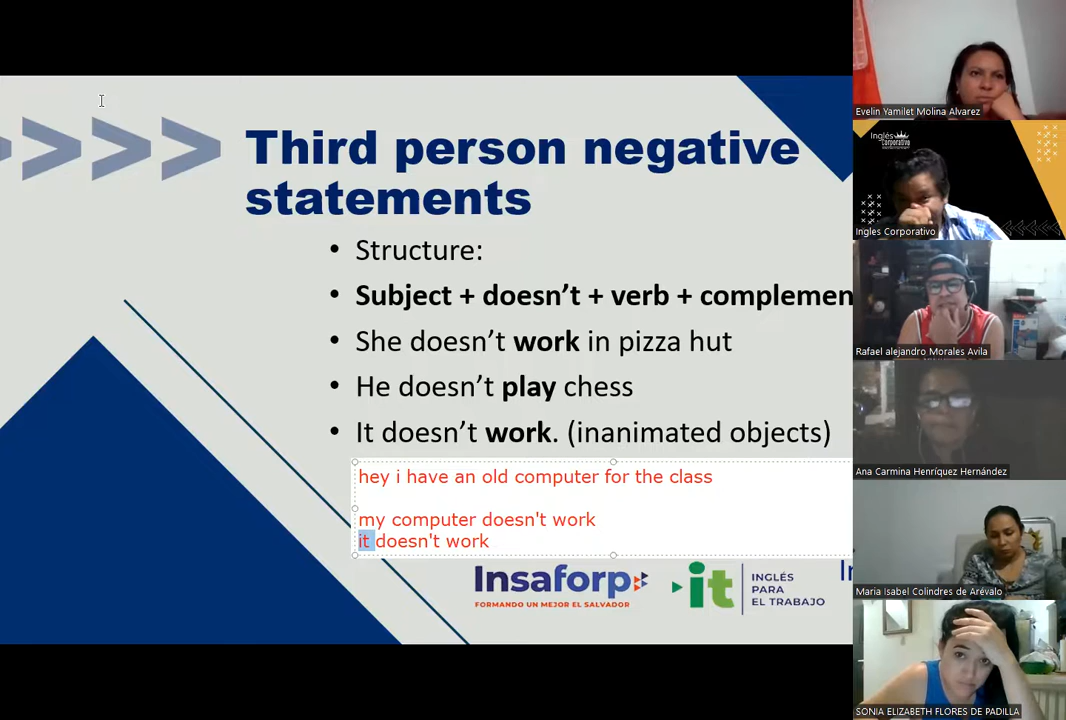 Third person negative
statements
• Structure:
• Subject + doesn’t + verb + complemen
• She doesn’t work in pizza hut
• He doesn’t play chess
• It doesn’t work. (inanimated objects)
hey i have an old computer for the class
my computer doesn't work
it doesn't work
Insaforp
FORMANDO UN MEJOR EL SALVADOR
it
INGLÉS
PARA
EL TRABAJO
Evelin Yamilet Molina Alvarez
Inglés
Corporativo
Ingles Corporativo
Rafael alejandro Morales Avila
Ana Carmina Henríquez Hernández
Maria Isabel Colindres de Arévalo
SONIA ELIZABETH FLORES DE PADILLA